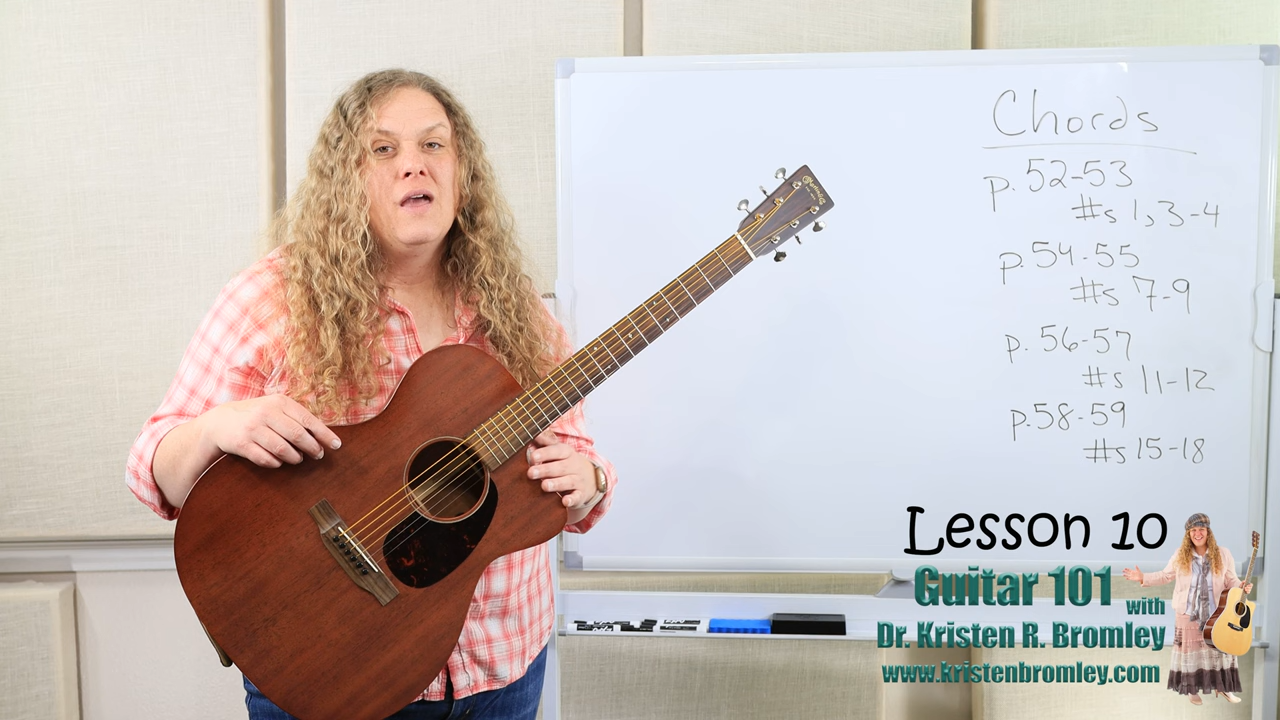 Chords
p. 52-53
#s 1, 3-4
p. 54-55
#s 7-9
p. 56-57
#s 11-12
p. 58-59
#s 15-18
Lesson 10
Guitar 101
with
Dr. Kristen R. Bromley
www.kristenbromley.com